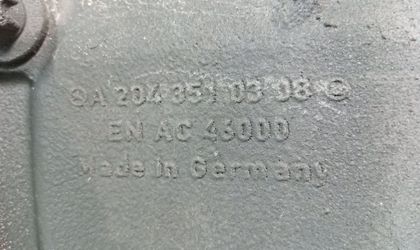 A 204 351 03 08
EN AC 46000
Made in Germany